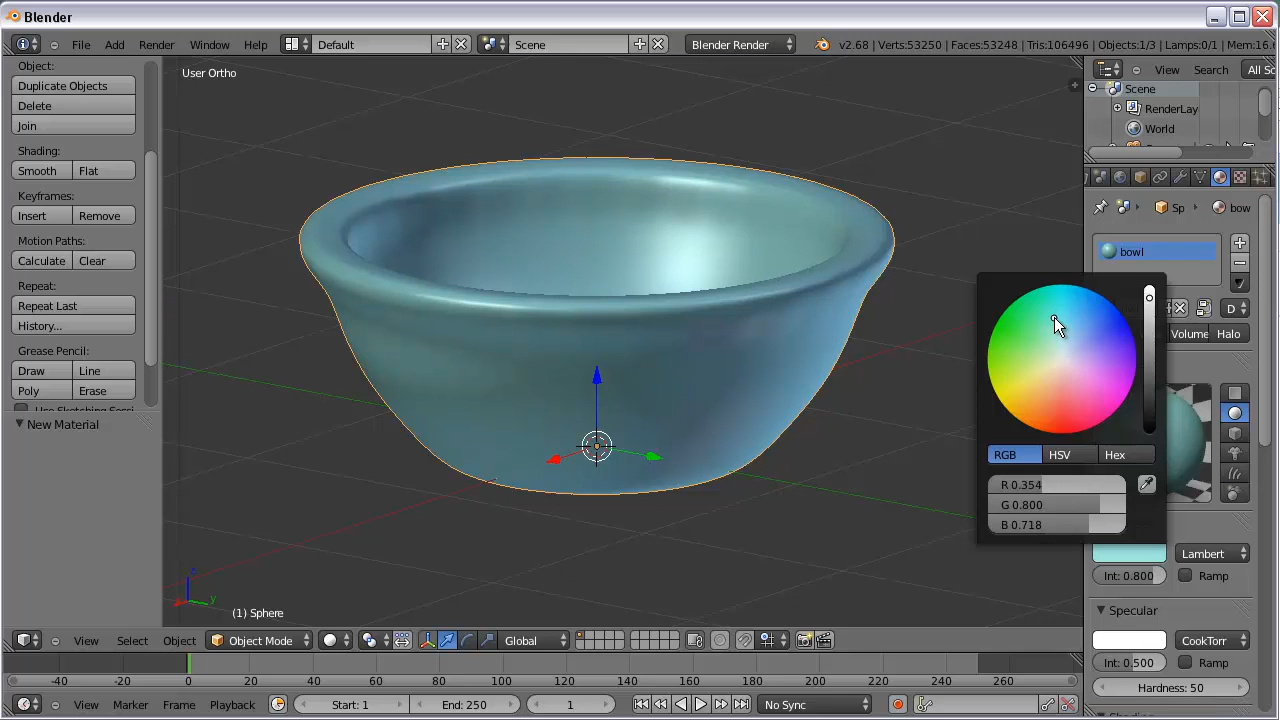 Blender
File Add Render Window Help Default Scene Blender Render v2.68 | Verts:53250 | Faces:53248 | Tris:106496 | Objects:1/3 | Lamps:0/1 | Mem:16.
Object:
Duplicate Objects
Delete
Join
Shading:
Smooth Flat
Keyframes:
Insert Remove
Motion Paths:
Calculate Clear
Repeat:
Repeat Last
History...
Grease Pencil:
Draw Line
Poly Erase
New Material
User Ortho
(1) Sphere
z
x y
View Search All Sc
Scene
RenderLay
World
Sp bow
bowl
D
Volume Halo
RGB HSV Hex
R 0.354
G 0.800
B 0.718
Lambert
Int: 0.800 Ramp
Specular
CookTorr
Int: 0.500 Ramp
Hardness: 50
View Select Object Object Mode Global
-40 -20 0 20 40 60 80 100 120 140 160 180 200 220 240 260
View Marker Frame Playback Start: 1 End: 250 1 No Sync